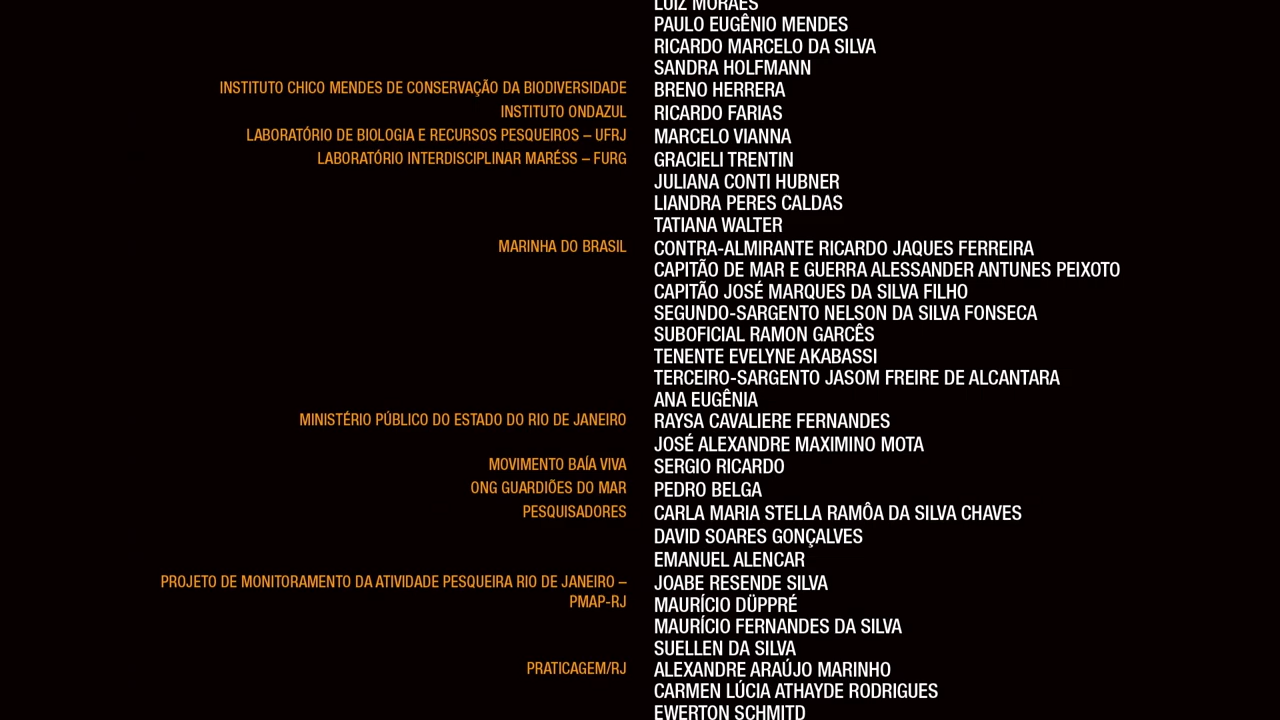 LUIZ MORAES
PAULO EUGÊNIO MENDES
RICARDO MARCELO DA SILVA
SANDRA HOLFMANN
INSTITUTO CHICO MENDES DE CONSERVAÇÃO DA BIODIVERSIDADE BRENO HERRERA
INSTITUTO ONDAZUL RICARDO FARIAS
LABORATÓRIO DE BIOLOGIA E RECURSOS PESQUEIROS – UFRJ MARCELO VIANNA
LABORATÓRIO INTERDISCIPLINAR MARÉSS – FURG GRACIELI TRENTIN
JULIANA CONTI HUBNER
LIANDRA PERES CALDAS
TATIANA WALTER
MARINHA DO BRASIL CONTRA-ALMIRANTE RICARDO JAQUES FERREIRA
CAPITÃO DE MAR E GUERRA ALESSANDER ANTUNES PEIXOTO
CAPITÃO JOSÉ MARQUES DA SILVA FILHO
SEGUNDO-SARGENTO NELSON DA SILVA FONSECA
SUBOFICIAL RAMON GARCÊS
TENENTE EVELYNE AKABASSI
TERCEIRO-SARGENTO JASOM FREIRE DE ALCANTARA
ANA EUGÊNIA
MINISTÉRIO PÚBLICO DO ESTADO DO RIO DE JANEIRO RAYSA CAVALIERE FERNANDES
JOSÉ ALEXANDRE MAXIMINO MOTA
MOVIMENTO BAÍA VIVA SERGIO RICARDO
ONG GUARDIÕES DO MAR PEDRO BELGA
PESQUISADORES CARLA MARIA STELLA RAMÔA DA SILVA CHAVES
DAVID SOARES GONÇALVES
EMANUEL ALENCAR
PROJETO DE MONITORAMENTO DA ATIVIDADE PESQUEIRA RIO DE JANEIRO – JOABE RESENDE SILVA
PMAP-RJ MAURÍCIO DÜPPRÉ
MAURÍCIO FERNANDES DA SILVA
SUELLEN DA SILVA
PRATICAGEM/RJ ALEXANDRE ARAÚJO MARINHO
CARMEN LÚCIA ATHAYDE RODRIGUES
EWERTON SCHMITD